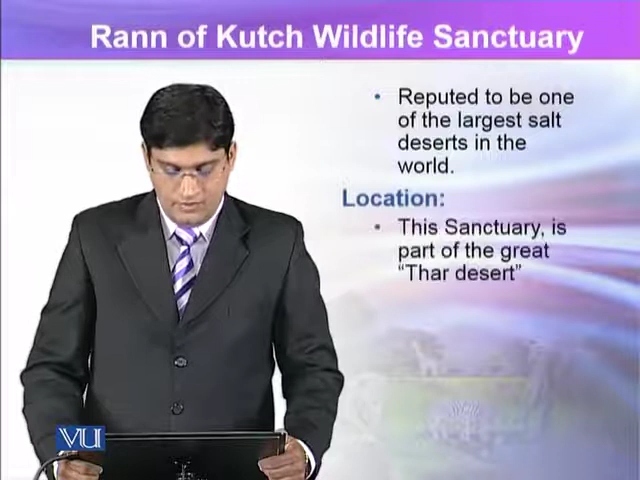 Rann of Kutch Wildlife Sanctuary
• Reputed to be one
of the largest salt
deserts in the
world.
Location:
• This Sanctuary, is
part of the great
“Thar desert”
VU